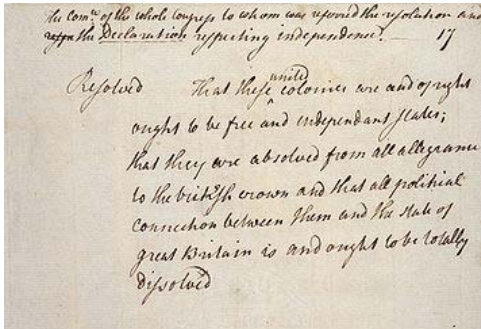 The com.ee of the whole Congress to whom was referred the resolution and
the Declaration respecting independence. — 17
Resolved That these united colonies are and of right
ought to be free and independant states;
that they are absolved from all allegiance
to the british crown and that all political
connection between them and the state of
great Britain is and ought to be totally
dissolved